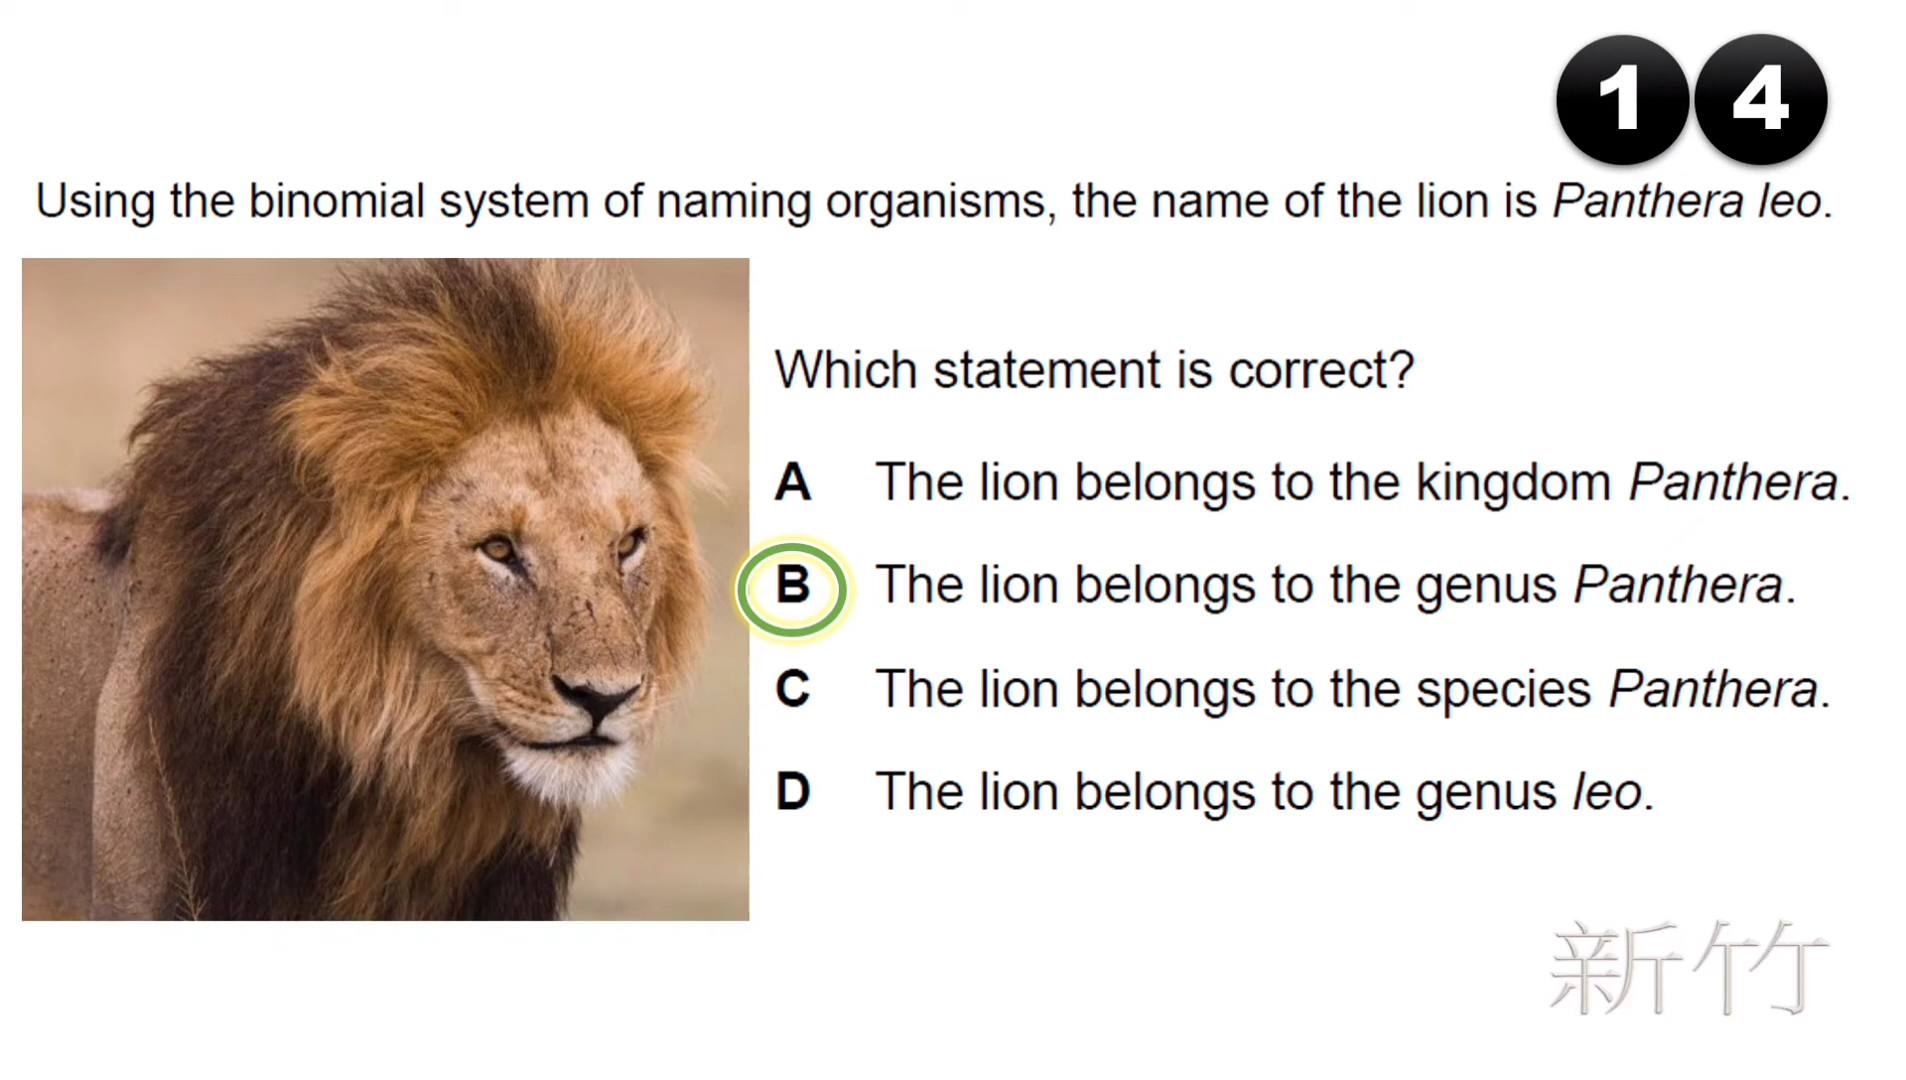 14
Using the binomial system of naming organisms, the name of the lion is Panthera leo.
Which statement is correct?
A The lion belongs to the kingdom Panthera.
B The lion belongs to the genus Panthera.
C The lion belongs to the species Panthera.
D The lion belongs to the genus leo.
新竹